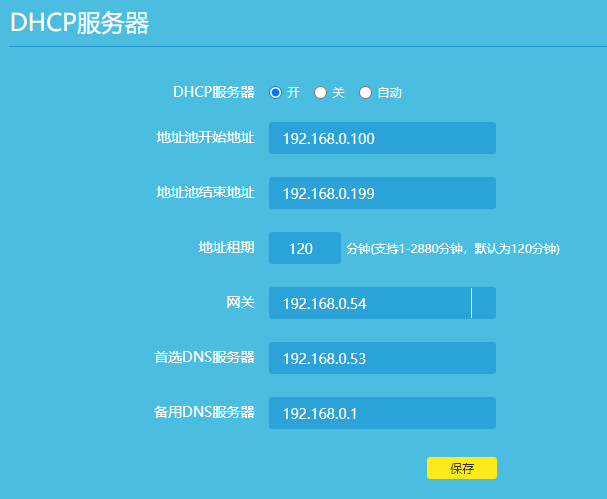 DHCP服务器
DHCP服务器 开 关 自动
地址池开始地址 192.168.0.100
地址池结束地址 192.168.0.199
地址租期 120 分钟(支持1-2880分钟，默认为120分钟)
网关 192.168.0.54
首选DNS服务器 192.168.0.53
备用DNS服务器 192.168.0.1
保存